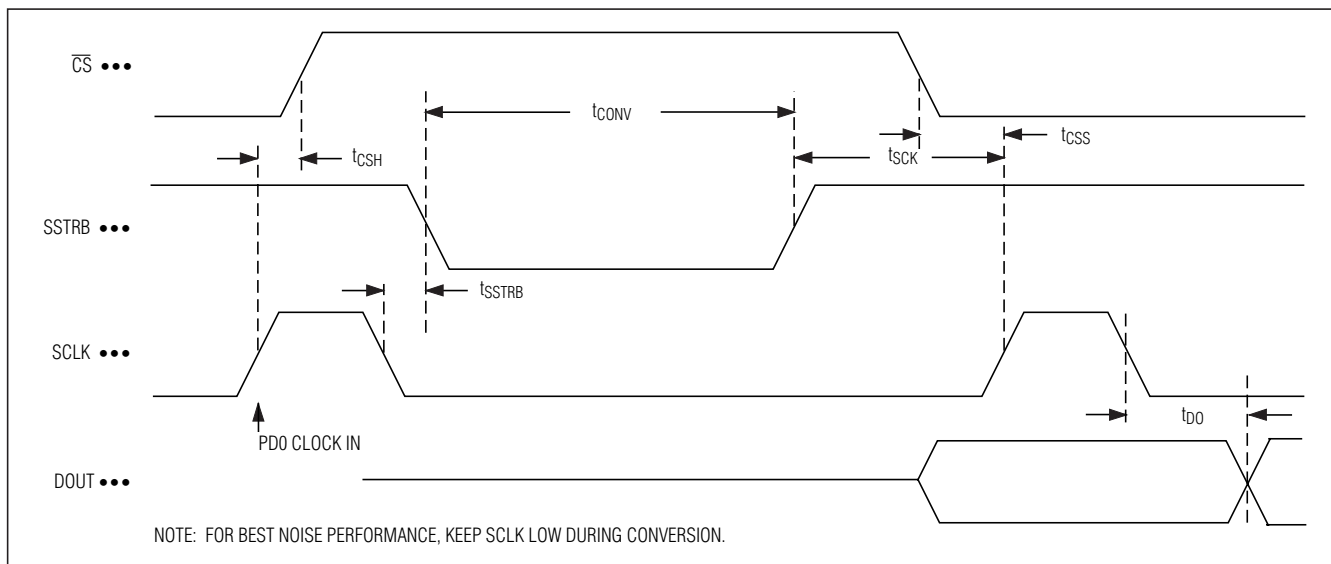 CS •••
tCONV
tCSS
tCSH
tSCK
SSTRB •••
tSSTRB
SCLK •••
tDO
PD0 CLOCK IN
DOUT •••
NOTE: FOR BEST NOISE PERFORMANCE, KEEP SCLK LOW DURING CONVERSION.